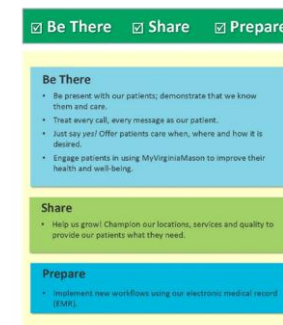 ☑ Be There ☑ Share ☑ Prepare
Be There
• Be present with our patients; demonstrate that we know
them and care.
• Treat every call, every message as our patient.
• Just say yes! Offer patients care when, where and how it is
desired.
• Engage patients in using MyVirginiaMason to improve their
health and well-being.
Share
• Help us grow! Champion our locations, services and quality to
provide our patients what they need.
Prepare
• Implement new workflows using our electronic medical record
(EMR).